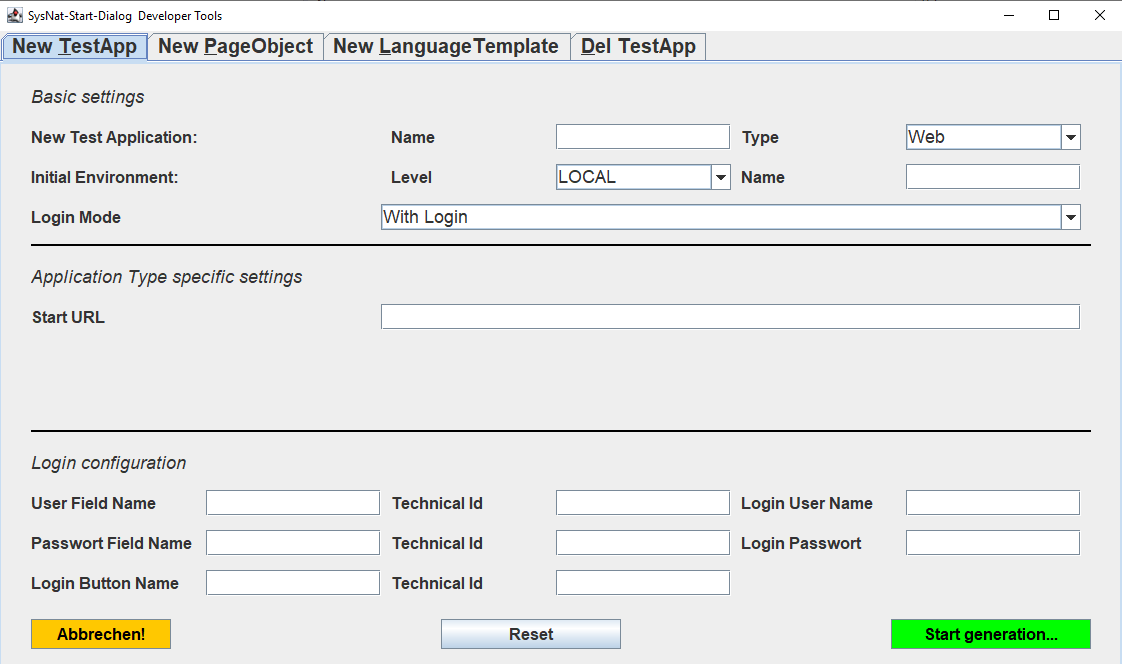 SysNat-Start-Dialog Developer Tools
New TestApp New PageObject New LanguageTemplate Del TestApp
Basic settings
New Test Application: Name Type Web
Initial Environment: Level LOCAL Name
Login Mode With Login
Application Type specific settings
Start URL
Login configuration
User Field Name Technical Id Login User Name
Passwort Field Name Technical Id Login Passwort
Login Button Name Technical Id
Abbrechen! Reset Start generation...